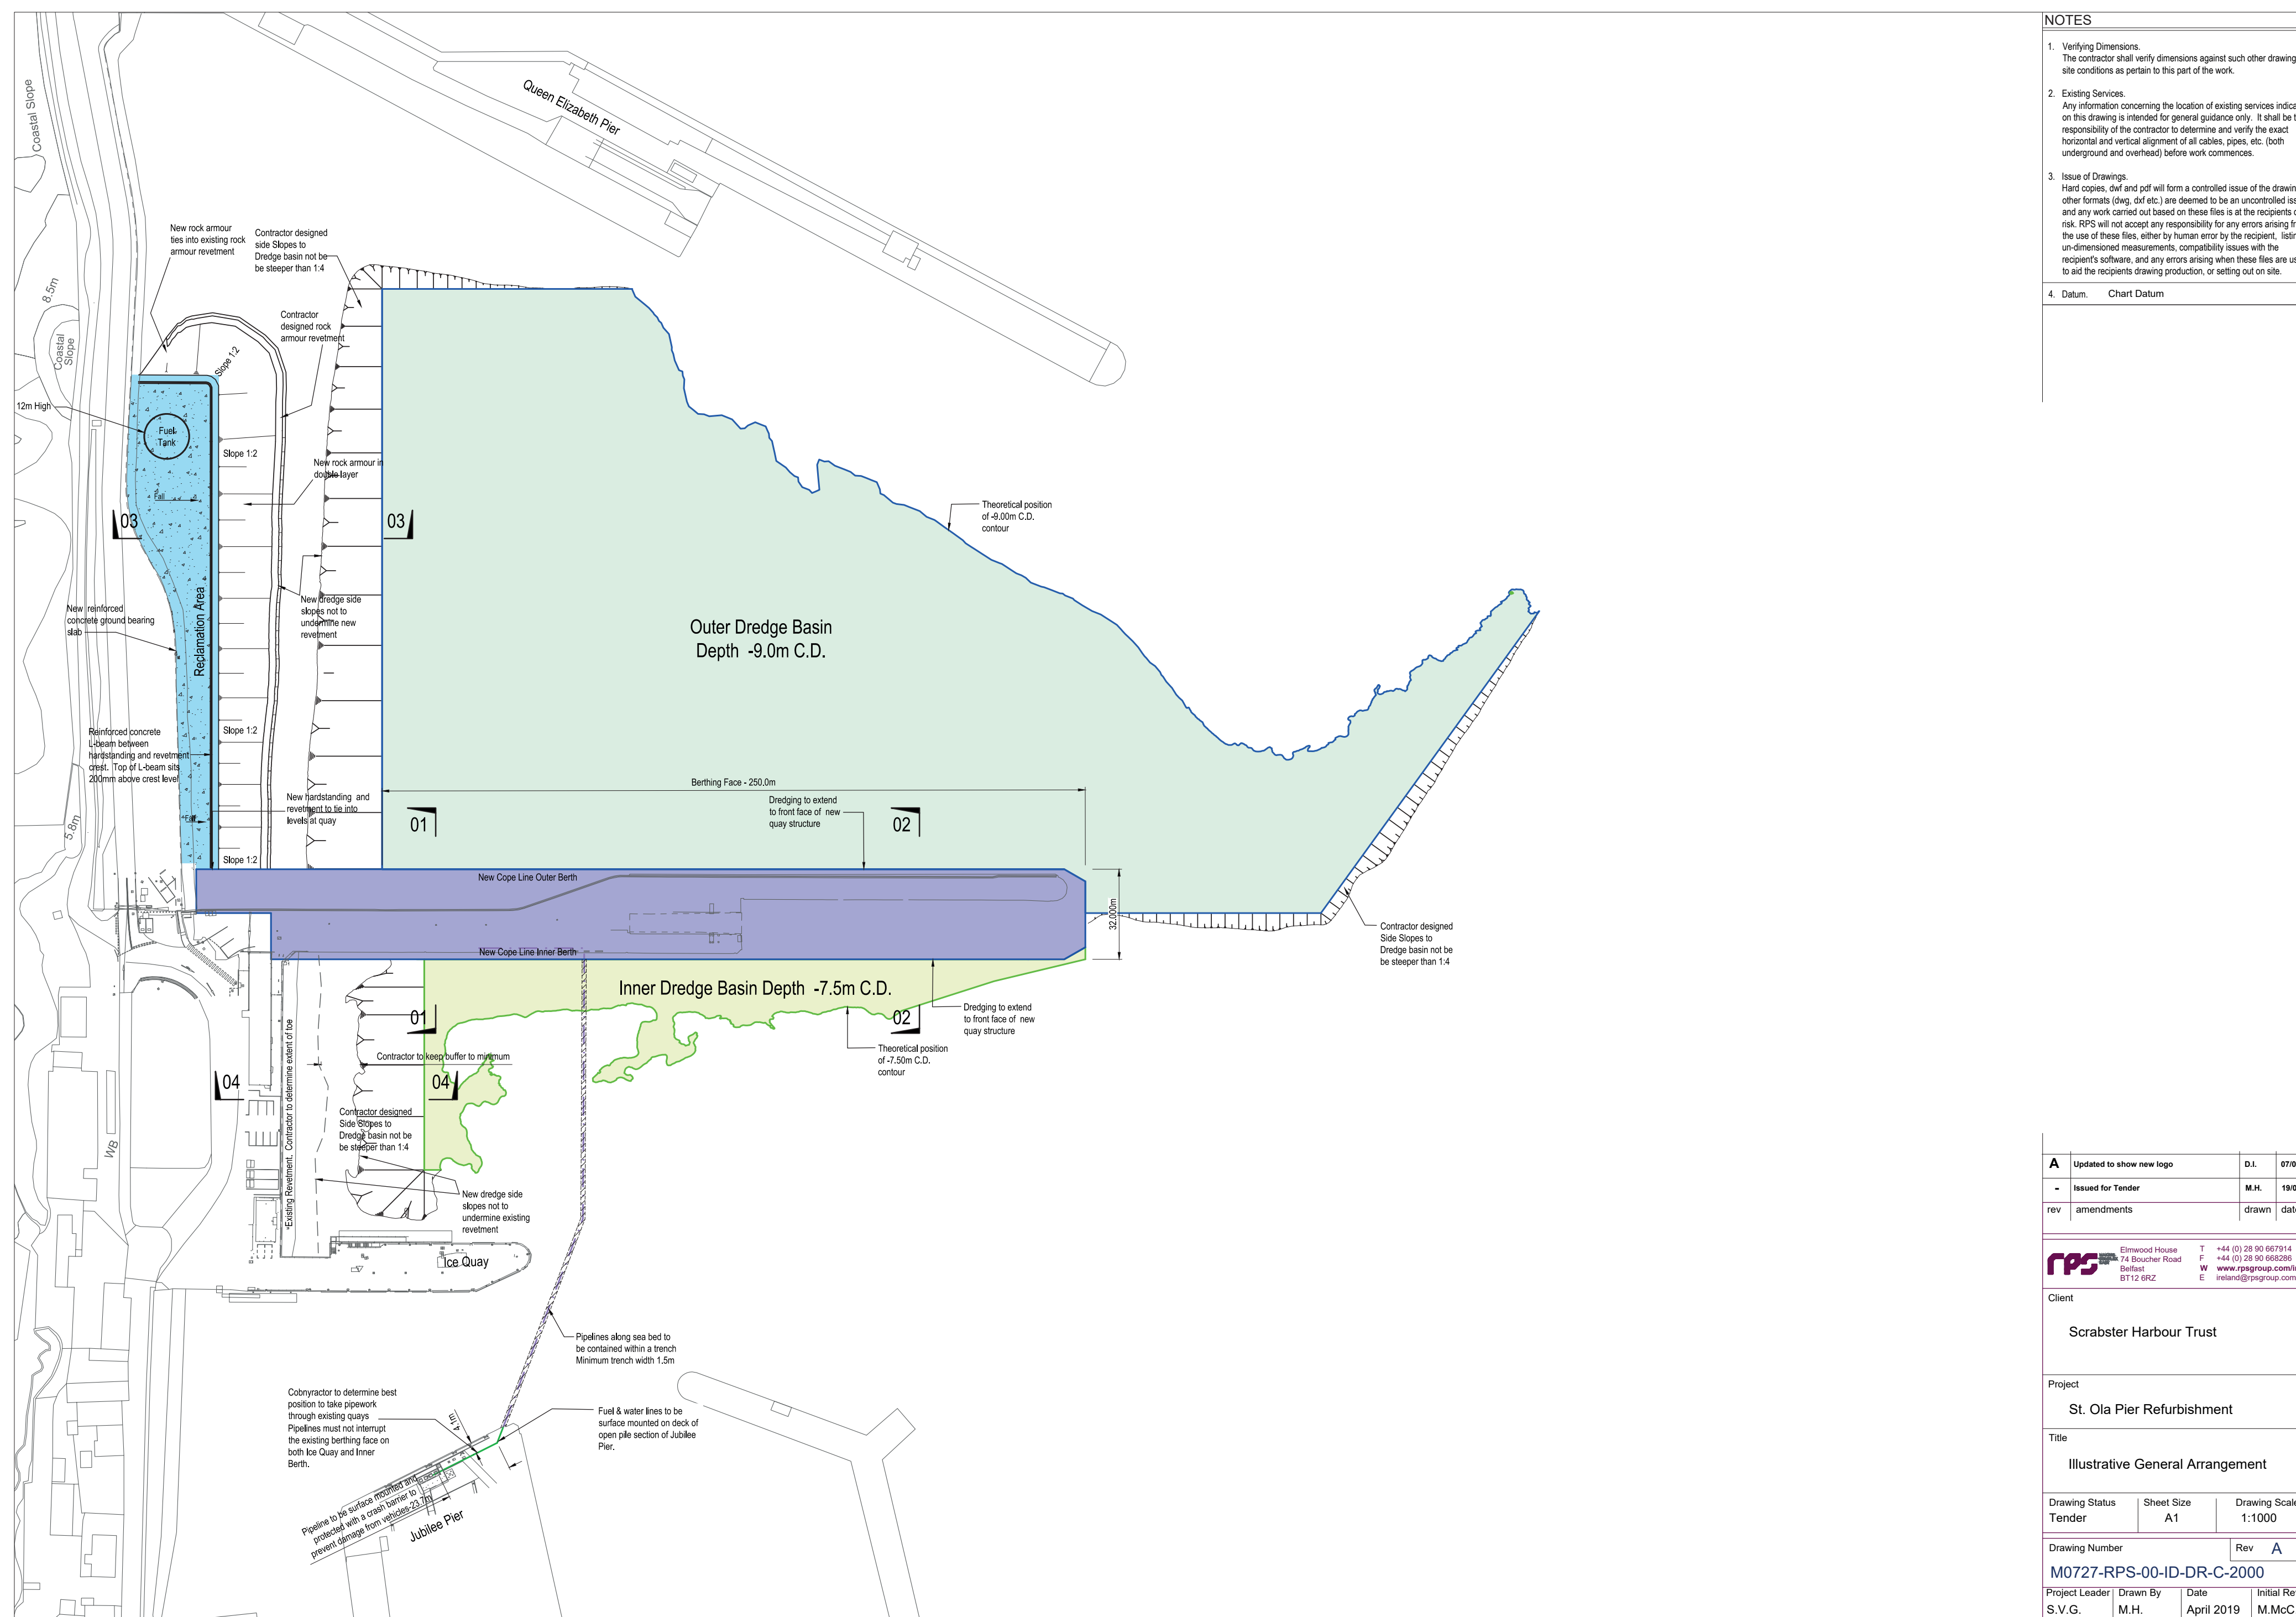 NOTES
1. Verifying Dimensions.
The contractor shall verify dimensions against such other drawing
site conditions as pertain to this part of the work.
2. Existing Services.
Any information concerning the location of existing services indica
on this drawing is intended for general guidance only. It shall be t
responsibility of the contractor to determine and verify the exact
horizontal and vertical alignment of all cables, pipes, etc. (both
underground and overhead) before work commences.
3. Issue of Drawings.
Hard copies, dwf and pdf will form a controlled issue of the drawin
other formats (dwg, dxf etc.) are deemed to be an uncontrolled iss
and any work carried out based on these files is at the recipients o
risk. RPS will not accept any responsibility for any errors arising fr
the use of these files, either by human error by the recipient, listin
un-dimensioned measurements, compatibility issues with the
recipient's software, and any errors arising when these files are us
to aid the recipients drawing production, or setting out on site.
4. Datum. Chart Datum
Coastal Slope
Queen Elizabeth Pier
New rock armour
ties into existing rock
armour revetment
Contractor designed
side Slopes to
Dredge basin not be
be steeper than 1:4
8.5m
Coastal
Slope
Contractor
designed rock
armour revetment
Slope 1:2
12m High
Fuel
Tank
Slope 1:2
New rock armour in
double layer
Fall
03
03
Theoretical position
of -9.00m C.D.
contour
New dredge side
slopes not to
undermine new
revetment
New reinforced
concrete ground bearing
slab
Reclamation Area
Outer Dredge Basin
Depth -9.0m C.D.
Reinforced concrete
L-beam between
hardstanding and revetment
crest. Top of L-beam sits
200mm above crest level
Slope 1:2
Berthing Face - 250.0m
New hardstanding and
revetment to tie into
levels at quay
Dredging to extend
to front face of new
quay structure
5.8m
Fall
01
02
Slope 1:2
New Cope Line Outer Berth
32.000m
New Cope Line Inner Berth
Contractor designed
Side Slopes to
Dredge basin not be
be steeper than 1:4
Inner Dredge Basin Depth -7.5m C.D.
01
02
Dredging to extend
to front face of new
quay structure
Theoretical position
of -7.50m C.D.
contour
Contractor to keep buffer to minimum
04
04
Existing Revetment, Contractor to determine extent of toe
Contractor designed
Side Slopes to
Dredge basin not be
be steeper than 1:4
WB
New dredge side
slopes not to
undermine existing
revetment
Ice Quay
Pipelines along sea bed to
be contained within a trench
Minimum trench width 1.5m
Cobnyractor to determine best
position to take pipework
through existing quays
Pipelines must not interrupt
the existing berthing face on
both Ice Quay and Inner
Berth.
4.1m
Fuel & water lines to be
surface mounted on deck of
open pile section of Jubilee
Pier.
Pipeline to be surface mounted and
protected with a crash barrier to
prevent damage from vehicles-23.7m
Jubilee Pier
A Updated to show new logo D.I. 07/0
- Issued for Tender M.H. 19/0
rev amendments drawn dat
rps
Elmwood House T +44 (0) 28 90 667914
74 Boucher Road F +44 (0) 28 90 668286
Belfast W www.rpsgroup.com/i
BT12 6RZ E ireland@rpsgroup.com
Client
Scrabster Harbour Trust
Project
St. Ola Pier Refurbishment
Title
Illustrative General Arrangement
Drawing Status Sheet Size Drawing Scale
Tender A1 1:1000
Drawing Number Rev A
M0727-RPS-00-ID-DR-C-2000
Project Leader Drawn By Date Initial Re
S.V.G. M.H. April 2019 M.McC